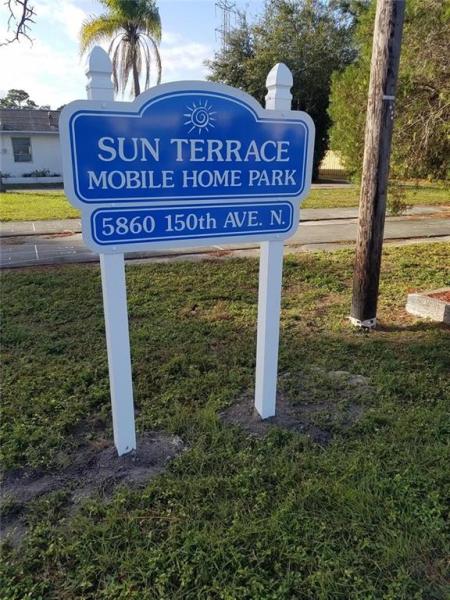 SUN TERRACE
MOBILE HOME PARK
5860 150th AVE. N.